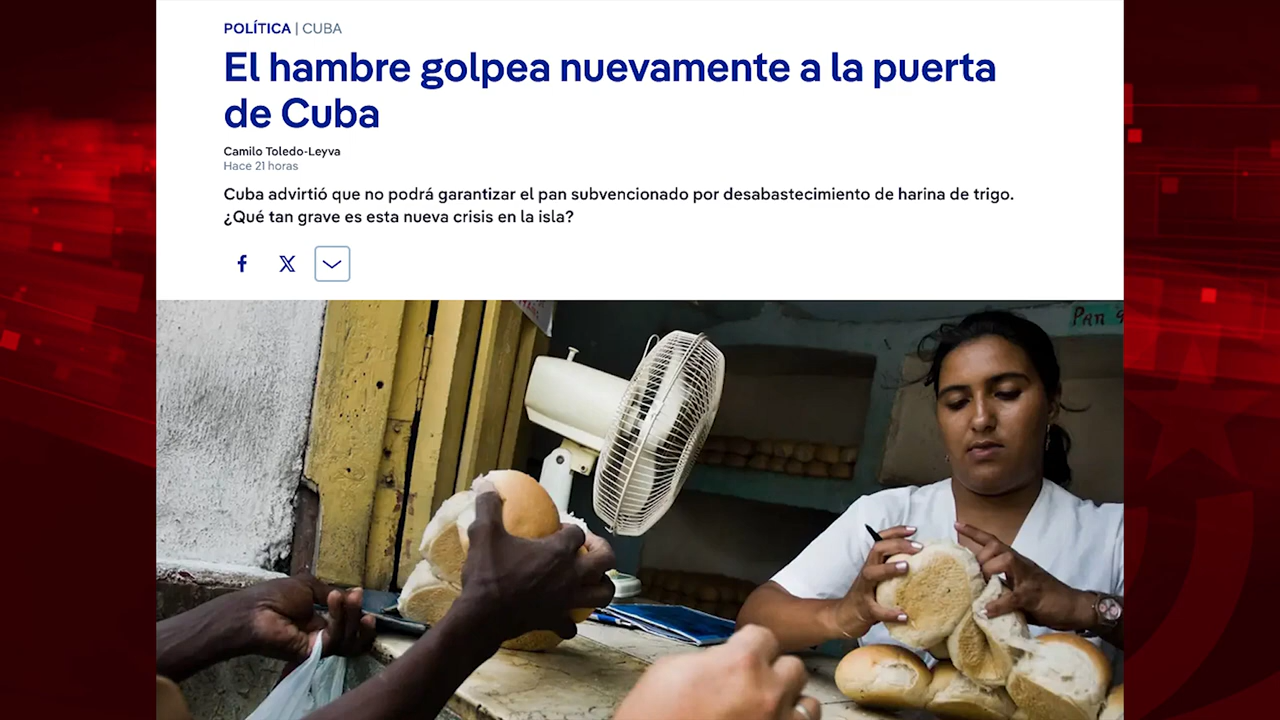 POLÍTICA | CUBA
El hambre golpea nuevamente a la puerta
de Cuba
Camilo Toledo-Leyva
Hace 21 horas
Cuba advirtió que no podrá garantizar el pan subvencionado por desabastecimiento de harina de trigo.
¿Qué tan grave es esta nueva crisis en la isla?
Pan